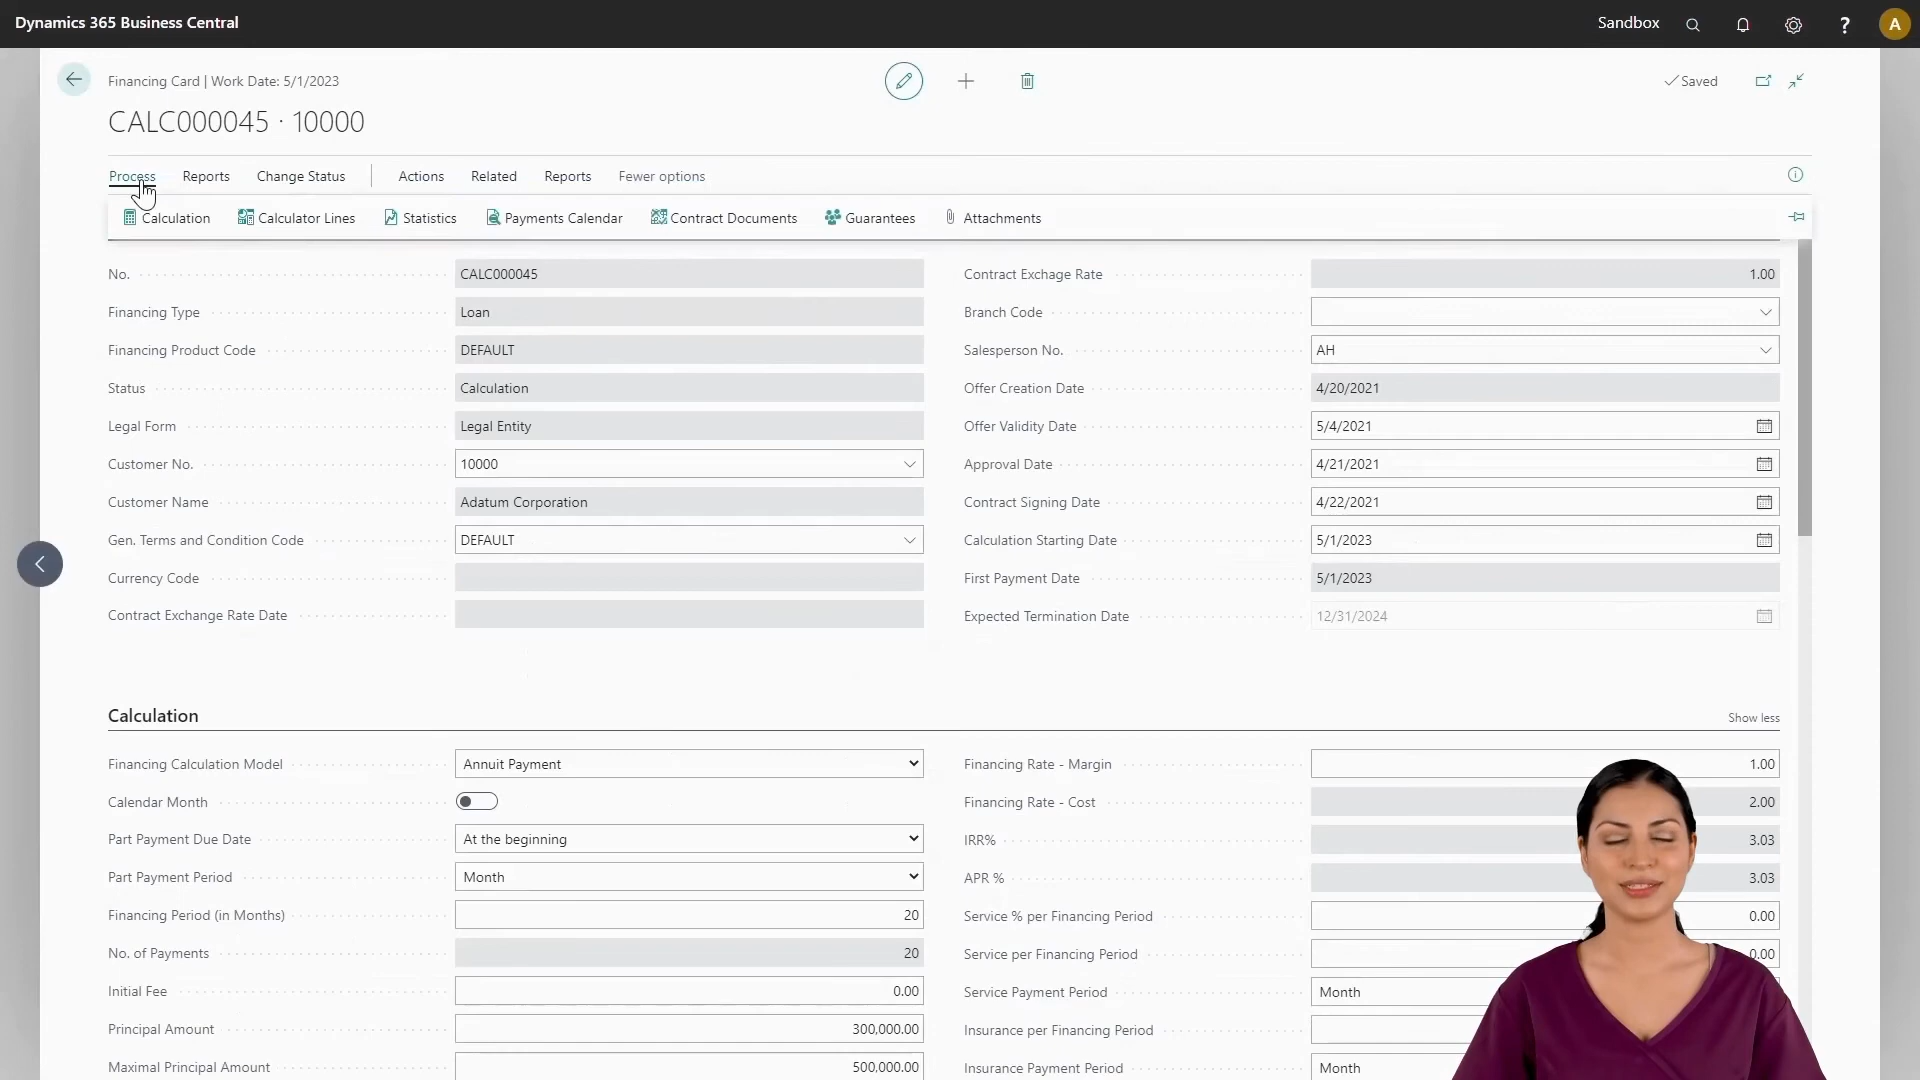 Dynamics 365 Business Central
Sandbox
?
A
Financing Card | Work Date: 5/1/2023
Saved
CALC000045 · 10000
Process Reports Change Status Actions Related Reports Fewer options
Calculation Calculator Lines Statistics Payments Calendar Contract Documents Guarantees Attachments
No. CALC000045
Financing Type Loan
Financing Product Code DEFAULT
Status Calculation
Legal Form Legal Entity
Customer No. 10000
Customer Name Adatum Corporation
Gen. Terms and Condition Code DEFAULT
Currency Code
Contract Exchange Rate Date
Contract Exchage Rate 1.00
Branch Code
Salesperson No. AH
Offer Creation Date 4/20/2021
Offer Validity Date 5/4/2021
Approval Date 4/21/2021
Contract Signing Date 4/22/2021
Calculation Starting Date 5/1/2023
First Payment Date 5/1/2023
Expected Termination Date 12/31/2024
Calculation
Show less
Financing Calculation Model Annuit Payment
Calendar Month
Part Payment Due Date At the beginning
Part Payment Period Month
Financing Period (in Months) 20
No. of Payments 20
Initial Fee 0.00
Principal Amount 300,000.00
Maximal Principal Amount 500,000.00
Financing Rate - Margin 1.00
Financing Rate - Cost 2.00
IRR% 3.03
APR % 3.03
Service % per Financing Period 0.00
Service per Financing Period 0.00
Service Payment Period Month
Insurance per Financing Period
Insurance Payment Period Month